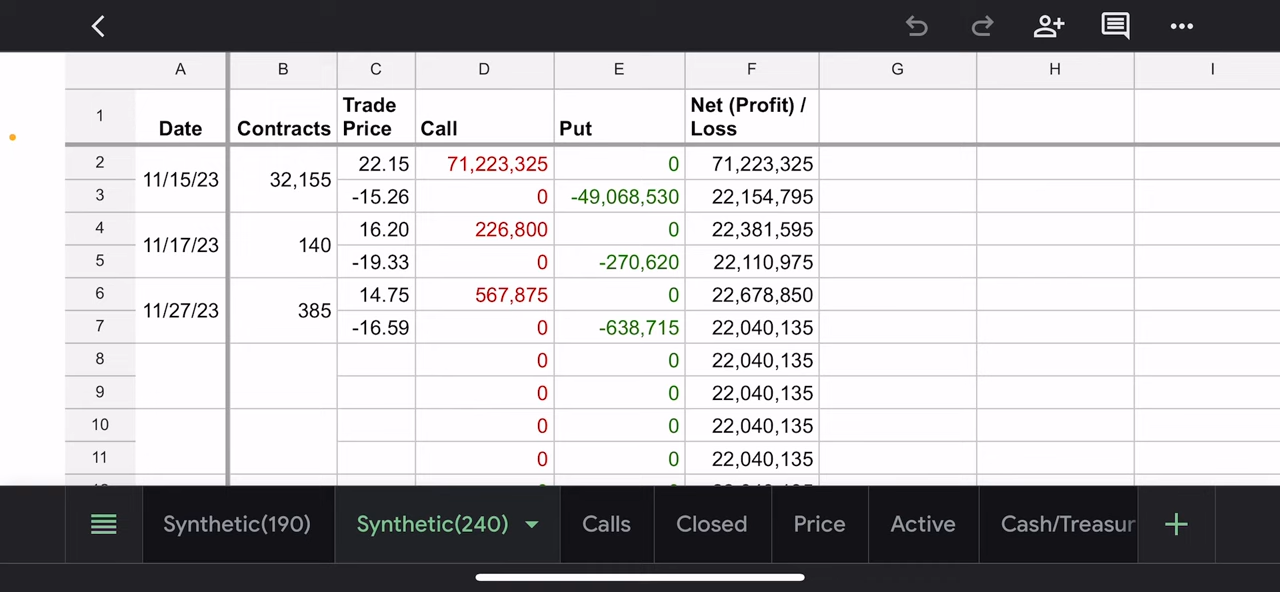 A B C D E F G H I
1 Date Contracts Trade Price Call Put Net (Profit) / Loss
2 11/15/23 32,155 22.15 71,223,325 0 71,223,325
3 -15.26 0 -49,068,530 22,154,795
4 11/17/23 140 16.20 226,800 0 22,381,595
5 -19.33 0 -270,620 22,110,975
6 11/27/23 385 14.75 567,875 0 22,678,850
7 -16.59 0 -638,715 22,040,135
8 0 0 22,040,135
9 0 0 22,040,135
10 0 0 22,040,135
11 0 0 22,040,135
Synthetic(190) Synthetic(240) Calls Closed Price Active Cash/Treasur